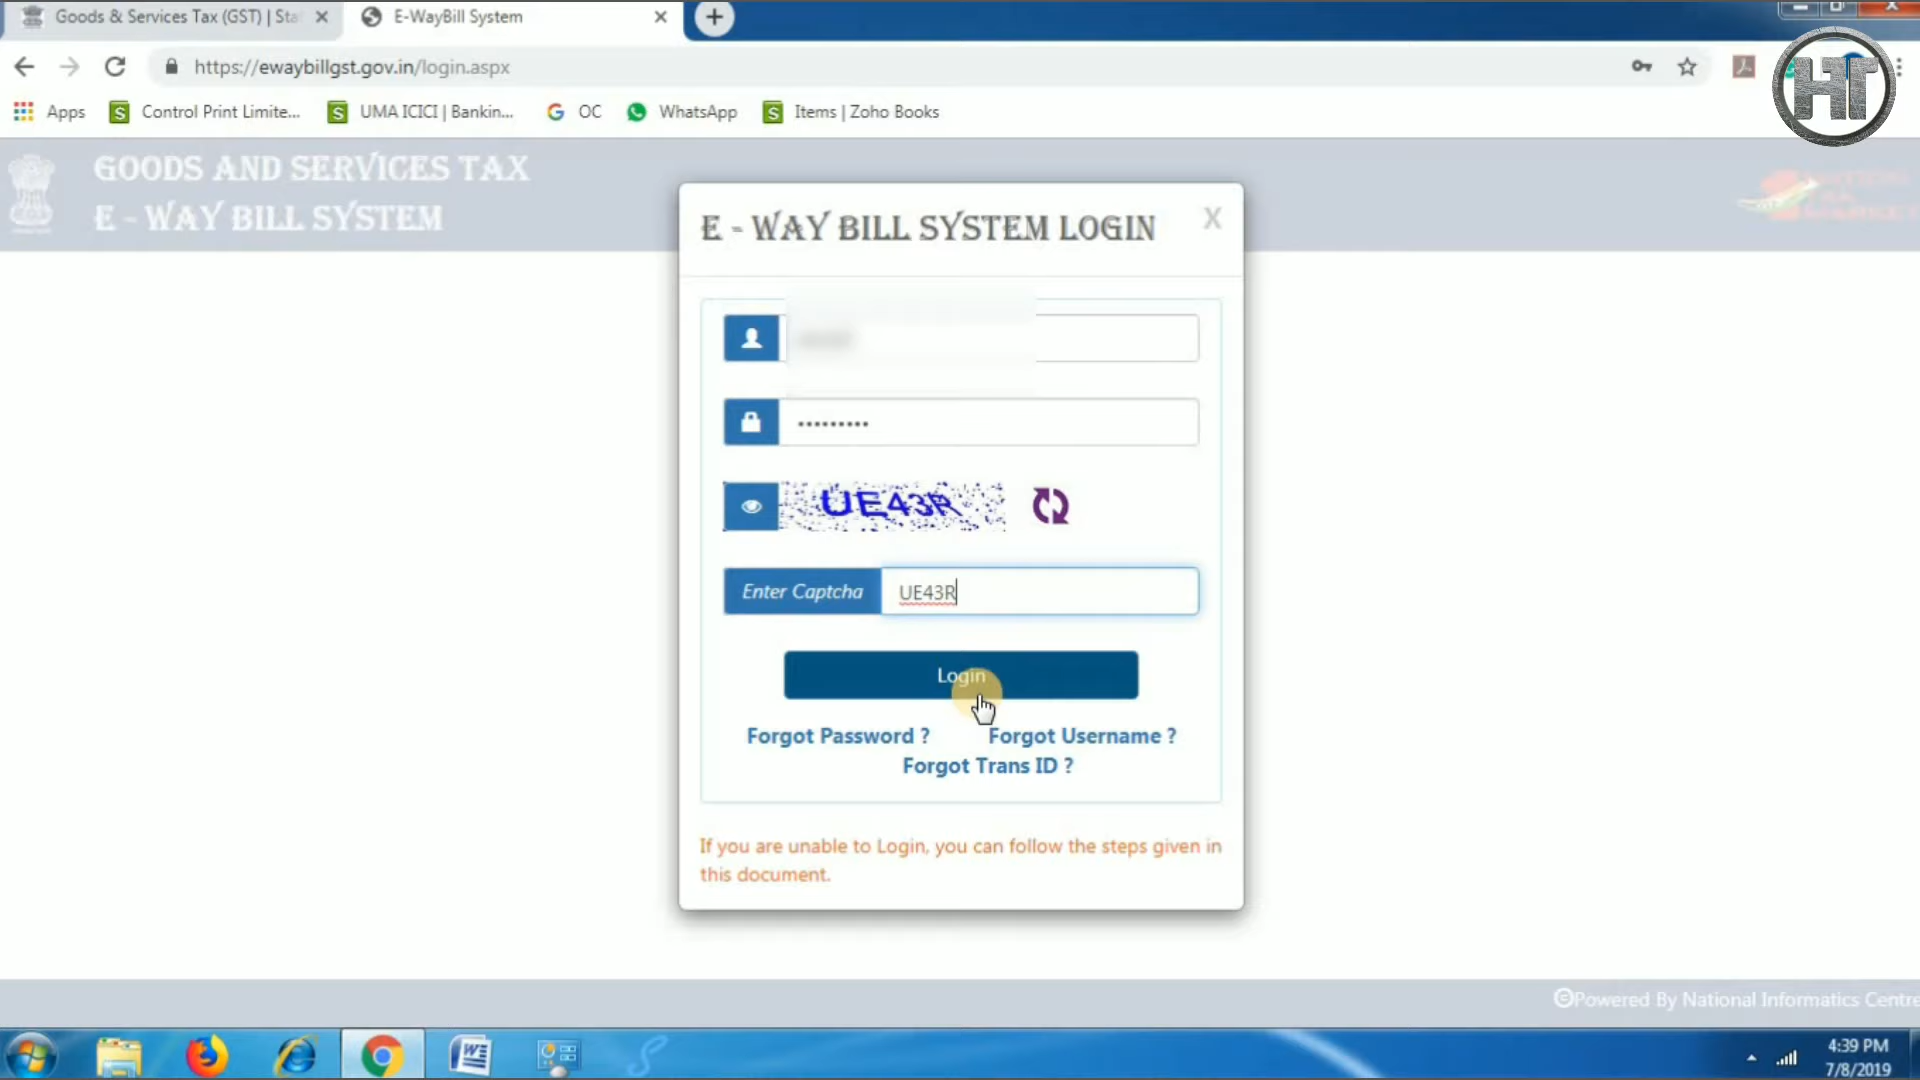 Goods & Services Tax (GST) | Sta
E-WayBill System
https://ewaybillgst.gov.in/login.aspx
Apps
Control Print Limite...
UMA ICICI | Bankin...
OC
WhatsApp
Items | Zoho Books
HT
GOODS AND SERVICES TAX
E - WAY BILL SYSTEM
E - WAY BILL SYSTEM LOGIN
X
UE43R
Enter Captcha UE43R
Login
Forgot Password ? Forgot Username ?
Forgot Trans ID ?
If you are unable to Login, you can follow the steps given in
this document.
©Powered By National Informatics Centre
4:39 PM
7/8/2019